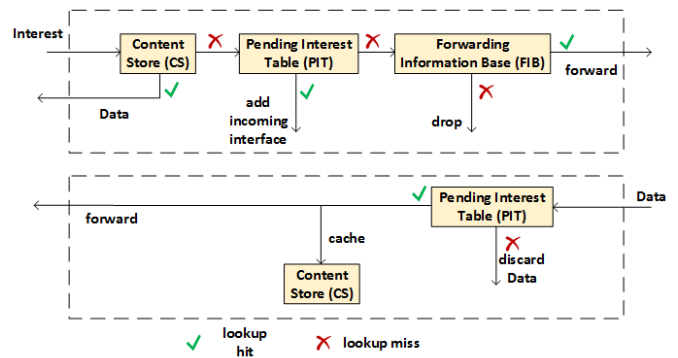 Interest
Content
Store (CS)
Pending Interest
Table (PIT)
Forwarding
Information Base (FIB)
forward
Data
add
incoming
interface
drop
Pending Interest
Table (PIT)
Data
forward
cache
discard
Data
Content
Store (CS)
lookup
hit
lookup miss